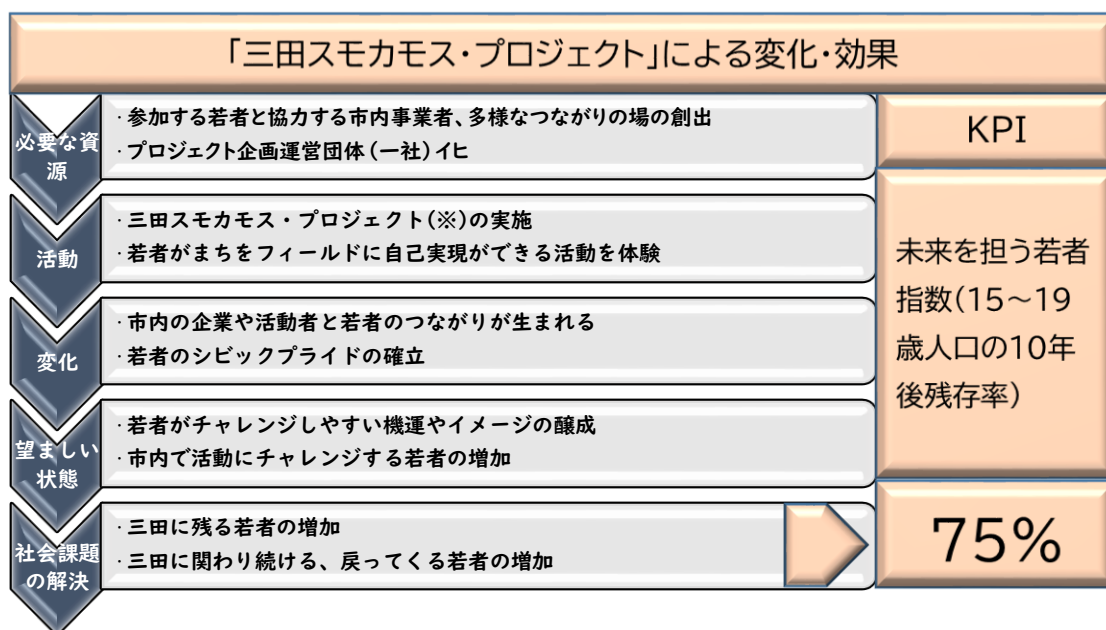 「三田スモカモス・プロジェクト」による変化・効果
必要な資
源
・参加する若者と協力する市内事業者、多様なつながりの場の創出
・プロジェクト企画運営団体(一社)イヒ
活動
・三田スモカモス・プロジェクト(※)の実施
・若者がまちをフィールドに自己実現ができる活動を体験
変化
・市内の企業や活動者と若者のつながりが生まれる
・若者のシビックプライドの確立
望ましい
状態
・若者がチャレンジしやすい機運やイメージの醸成
・市内で活動にチャレンジする若者の増加
社会課題
の解決
・三田に残る若者の増加
・三田に関わり続ける、戻ってくる若者の増加
KPI
未来を担う若者
指数(15~19
歳人口の10年
後残存率)
75%